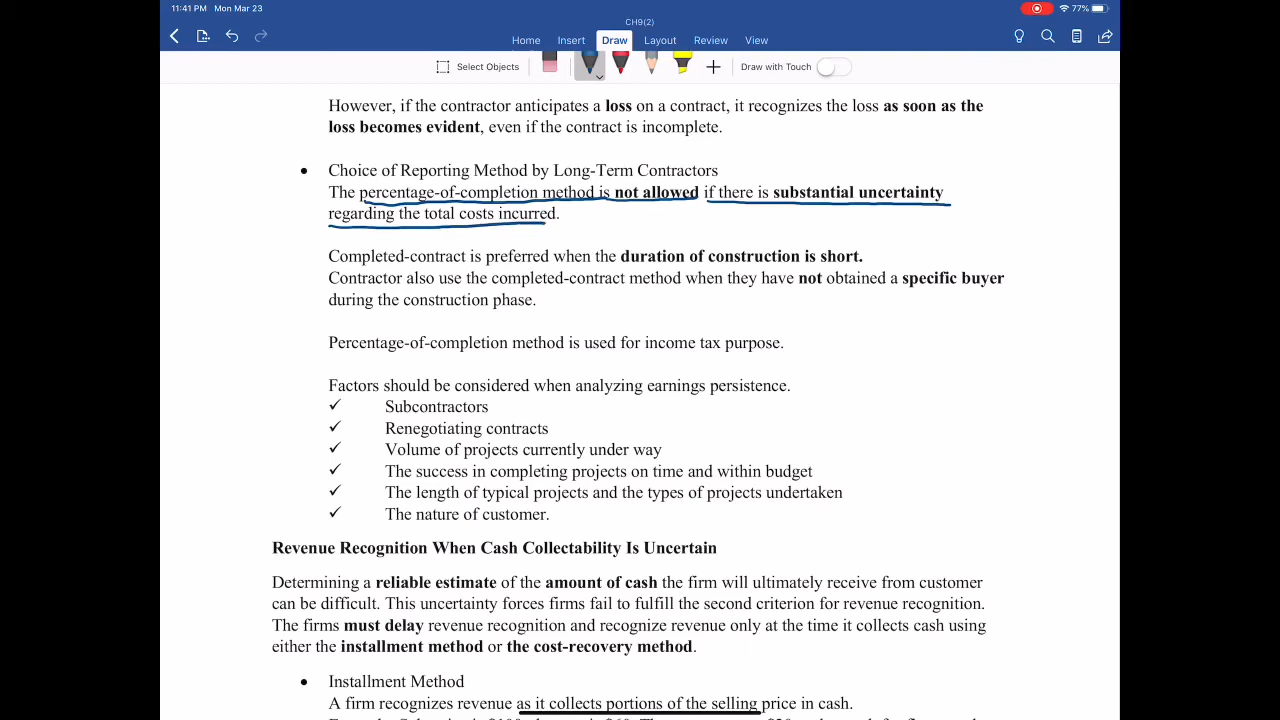 11:41 PM Mon Mar 23
77%
CH9(2)
Home Insert Draw Layout Review View
Select Objects
Draw with Touch
However, if the contractor anticipates a loss on a contract, it recognizes the loss as soon as the
loss becomes evident, even if the contract is incomplete.
• Choice of Reporting Method by Long-Term Contractors
The percentage-of-completion method is not allowed if there is substantial uncertainty
regarding the total costs incurred.
Completed-contract is preferred when the duration of construction is short.
Contractor also use the completed-contract method when they have not obtained a specific buyer
during the construction phase.
Percentage-of-completion method is used for income tax purpose.
Factors should be considered when analyzing earnings persistence.
✓ Subcontractors
✓ Renegotiating contracts
✓ Volume of projects currently under way
✓ The success in completing projects on time and within budget
✓ The length of typical projects and the types of projects undertaken
✓ The nature of customer.
Revenue Recognition When Cash Collectability Is Uncertain
Determining a reliable estimate of the amount of cash the firm will ultimately receive from customer
can be difficult. This uncertainty forces firms fail to fulfill the second criterion for revenue recognition.
The firms must delay revenue recognition and recognize revenue only at the time it collects cash using
either the installment method or the cost-recovery method.
• Installment Method
A firm recognizes revenue as it collects portions of the selling price in cash.